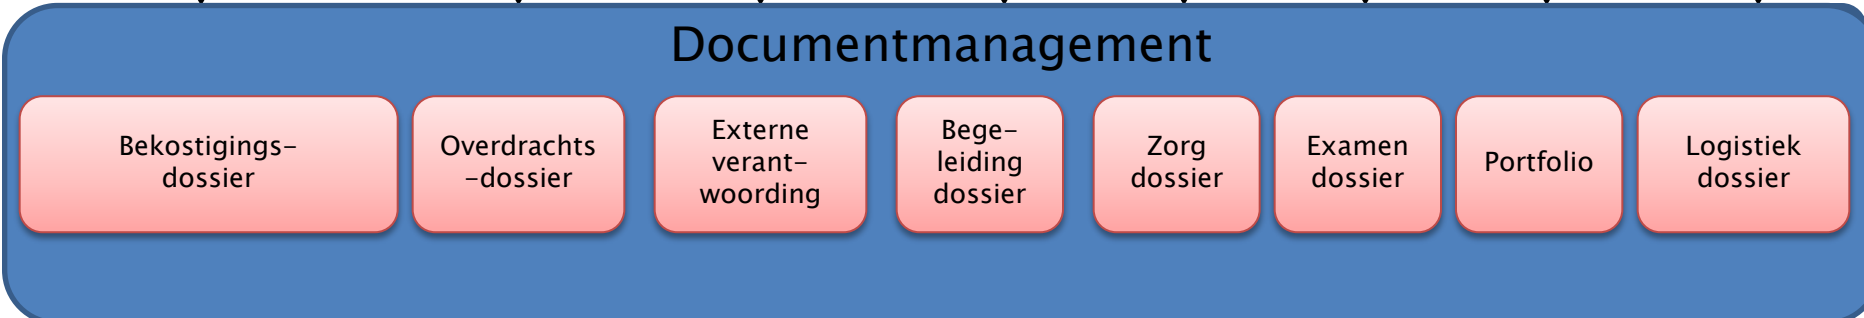 Documentmanagement
Bekostigings-
dossier
Overdrachts
-dossier
Externe
verant-
woording
Bege-
leiding
dossier
Zorg
dossier
Examen
dossier
Portfolio
Logistiek
dossier